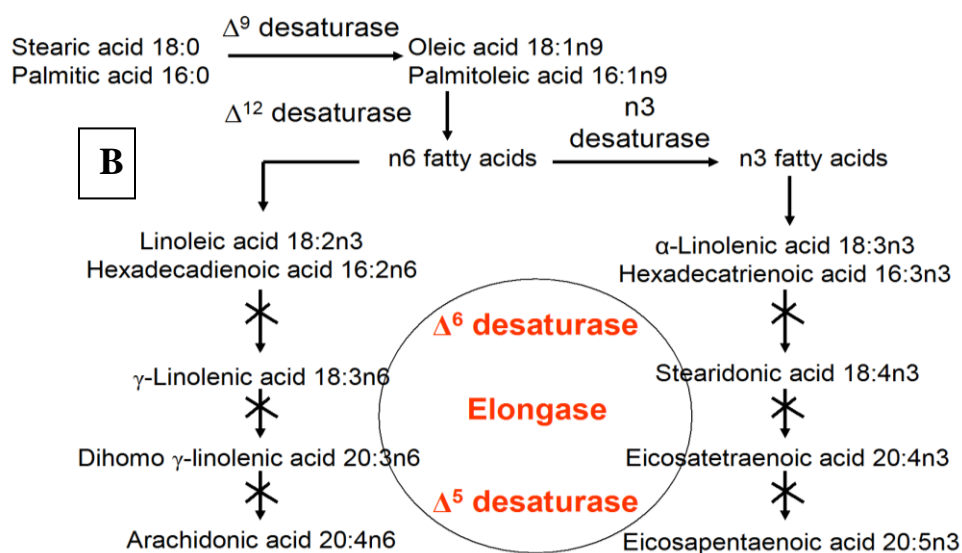 Δ⁹ desaturase
Stearic acid 18:0
Palmitic acid 16:0
Oleic acid 18:1n9
Palmitoleic acid 16:1n9
Δ¹² desaturase
n3
desaturase
B
n6 fatty acids
n3 fatty acids
Linoleic acid 18:2n3
Hexadecadienoic acid 16:2n6
α-Linolenic acid 18:3n3
Hexadecatrienoic acid 16:3n3
Δ⁶ desaturase
γ-Linolenic acid 18:3n6
Stearidonic acid 18:4n3
Elongase
Dihomo γ-linolenic acid 20:3n6
Eicosatetraenoic acid 20:4n3
Δ⁵ desaturase
Arachidonic acid 20:4n6
Eicosapentaenoic acid 20:5n3